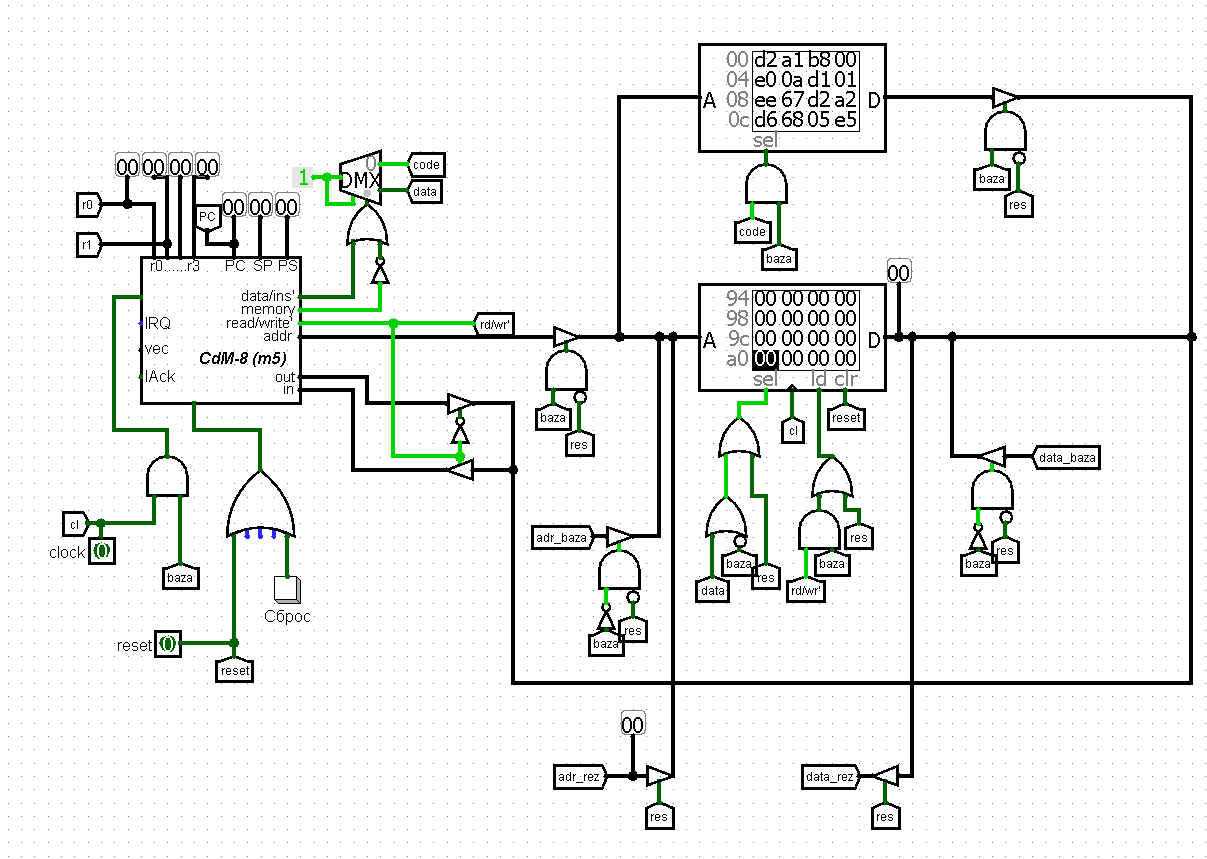 00 d2 a1 b8 00
04 e0 0a d1 01
A 08 ee 67 d2 a2 D
0c d6 68 05 e5
sel
00 00 00 00
1
0
DMX
code
data
baza
res
r0
PC
00 00 00
code
r1
baza
r0......r3 PC SP PS
00
data/ins'
memory
IRQ
read/write'
rd/wr'
addr
vec
CdM-8 (m5)
IAck
out
in
94 00 00 00 00
98 00 00 00 00
A 9c 00 00 00 00 D
a0 00 00 00 00
sel ld clr
cl
reset
baza
res
data_baza
cl
clock 0
adr_baza
res
res
baza
baza
baza
res
baza
data
rd/wr'
baza
Сброс
res
reset 0
baza
reset
00
adr_rez
data_rez
res
res